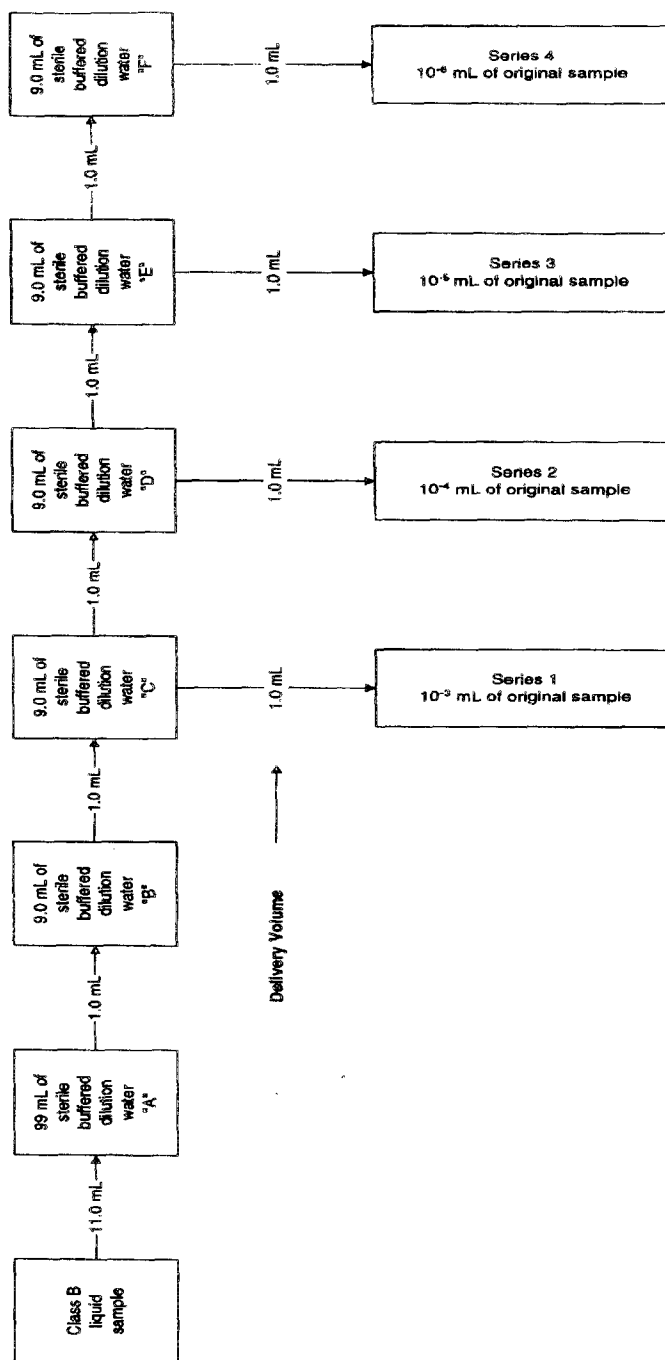 Class B
liquid
sample
11.0 mL
99 mL of
sterile
buffered
dilution
water
"A"
1.0 mL
9.0 mL of
sterile
buffered
dilution
water
"B"
1.0 mL
9.0 mL of
sterile
buffered
dilution
water
"C"
1.0 mL
9.0 mL of
sterile
buffered
dilution
water
"D"
1.0 mL
9.0 mL of
sterile
buffered
dilution
water
"E"
1.0 mL
9.0 mL of
sterile
buffered
dilution
water
"F"
Delivery Volume
1.0 mL
1.0 mL
1.0 mL
1.0 mL
Series 1
10⁻³ mL of original sample
Series 2
10⁻⁴ mL of original sample
Series 3
10⁻⁵ mL of original sample
Series 4
10⁻⁶ mL of original sample